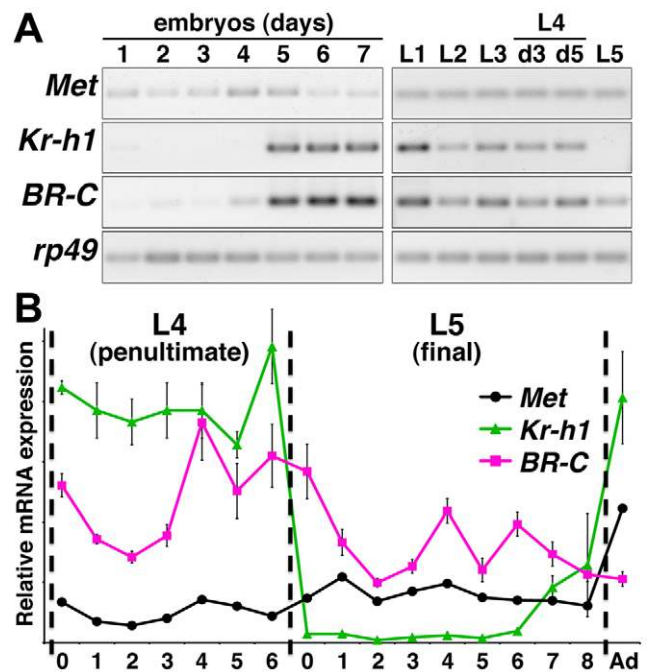 A
embryos (days)
L4
1 2 3 4 5 6 7 L1 L2 L3 d3 d5 L5
Met
Kr-h1
BR-C
rp49
B
L4
(penultimate)
L5
(final)
Met
Kr-h1
BR-C
Relative mRNA expression
0 1 2 3 4 5 6 0 1 2 3 4 5 6 7 8 Ad